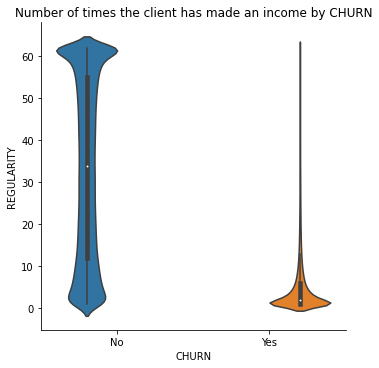 Number of times the client has made an income by CHURN
60
50
40
30
20
10
0
REGULARITY
No
Yes
CHURN